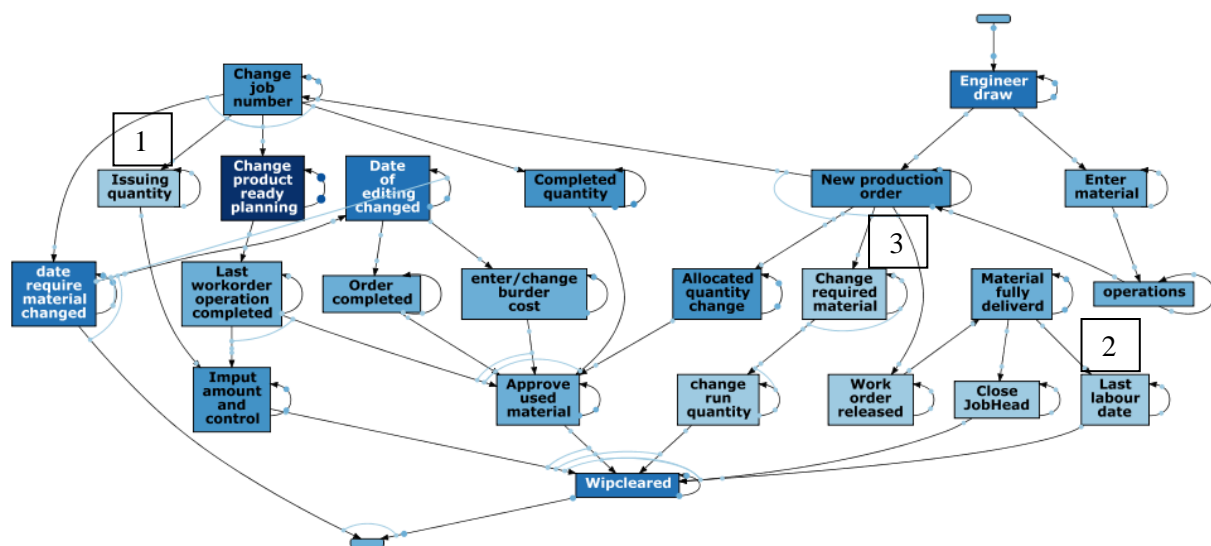 Change
job
number
Engineer
draw
1
Issuing
quantity
Change
product
ready
planning
Date
of
editing
changed
Completed
quantity
New production
order
Enter
material
3
date
require
material
changed
Last
workorder
operation
completed
Order
completed
enter/change
burder
cost
Allocated
quantity
change
Change
required
material
Material
fully
deliverd
operations
2
Imput
amount
and
control
Approve
used
material
change
run
quantity
Work
order
released
Close
JobHead
Last
labour
date
Wipcleared